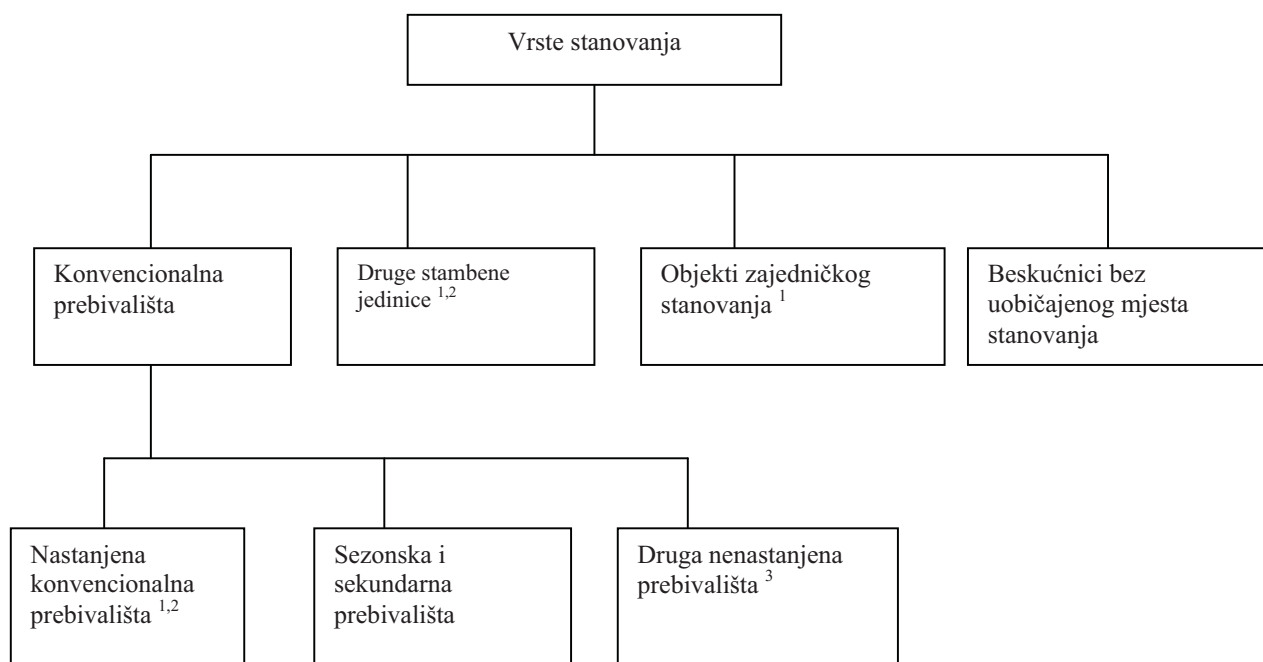 Vrste stanovanja
Konvencionalna
prebivališta
Druge stambene
jedinice 1,2
Objekti zajedničkog
stanovanja 1
Beskućnici bez
uobičajenog mjesta
stanovanja
Nastanjena
konvencionalna
prebivališta 1,2
Sezonska i
sekundarna
prebivališta
Druga nenastanjena
prebivališta 3